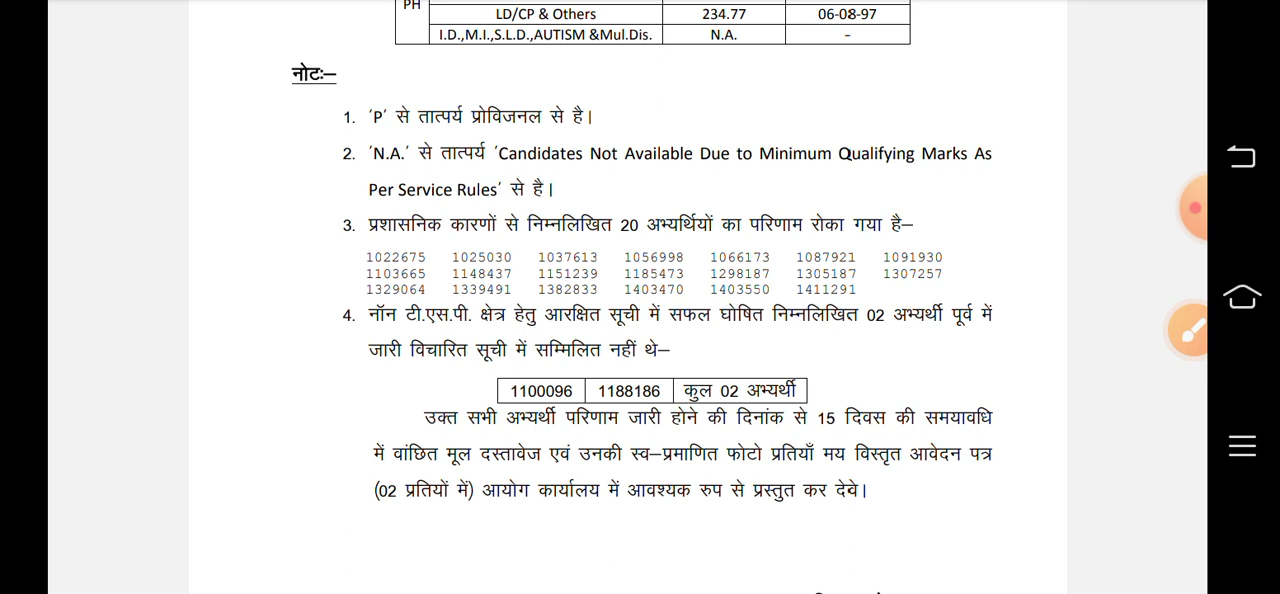 PH
LD/CP & Others 234.77 06-08-97
I.D.,M.I.,S.L.D.,AUTISM &Mul.Dis. N.A. -
नोटः–
1. 'P' से तात्पर्य प्रोविजनल से है।
2. 'N.A.' से तात्पर्य 'Candidates Not Available Due to Minimum Qualifying Marks As
Per Service Rules' से है।
3. प्रशासनिक कारणों से निम्नलिखित 20 अभ्यर्थियों का परिणाम रोका गया है–
1022675 1025030 1037613 1056998 1066173 1087921 1091930
1103665 1148437 1151239 1185473 1298187 1305187 1307257
1329064 1339491 1382833 1403470 1403550 1411291
4. नॉन टी.एस.पी. क्षेत्र हेतु आरक्षित सूची में सफल घोषित निम्नलिखित 02 अभ्यर्थी पूर्व में
जारी विचारित सूची में सम्मिलित नहीं थे–
1100096 1188186 कुल 02 अभ्यर्थी
उक्त सभी अभ्यर्थी परिणाम जारी होने की दिनांक से 15 दिवस की समयावधि
में वांछित मूल दस्तावेज एवं उनकी स्व–प्रमाणित फोटो प्रतियाँ मय विस्तृत आवेदन पत्र
(02 प्रतियों में) आयोग कार्यालय में आवश्यक रुप से प्रस्तुत कर देवे।